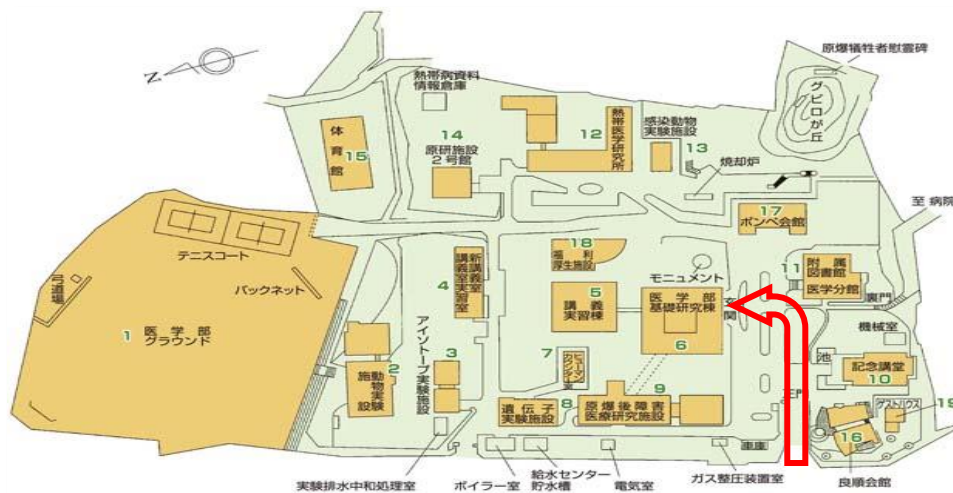 原爆犠牲者慰霊碑
グビロが丘
N
熱帯病資料
情報倉庫
体育館
15
14
原研施設
2号館
12
熱帯医学研究所
感染動物
実験施設
13
焼却炉
17
ポンペ会館
至 病院
テニスコート
バックネット
弓道場
1
医学部
グラウンド
4
新講義室
講義室実習室
18
福利
厚生施設
モニュメント
11
附属
図書館
医学分館
裏門
5
講義
実習棟
医学部
基礎研究棟
6
玄関
機械室
アイソトープ実験施設
3
2
動物実験
施設
7
ヒューマン
カウンター室
8
遺伝子
実験施設
9
原爆後障害
医療研究施設
正門
池
記念講堂
10
ゲストハウス
19
16
良順会館
車庫
ガス整圧装置室
電気室
給水センター
貯水槽
ボイラー室
実験排水中和処理室